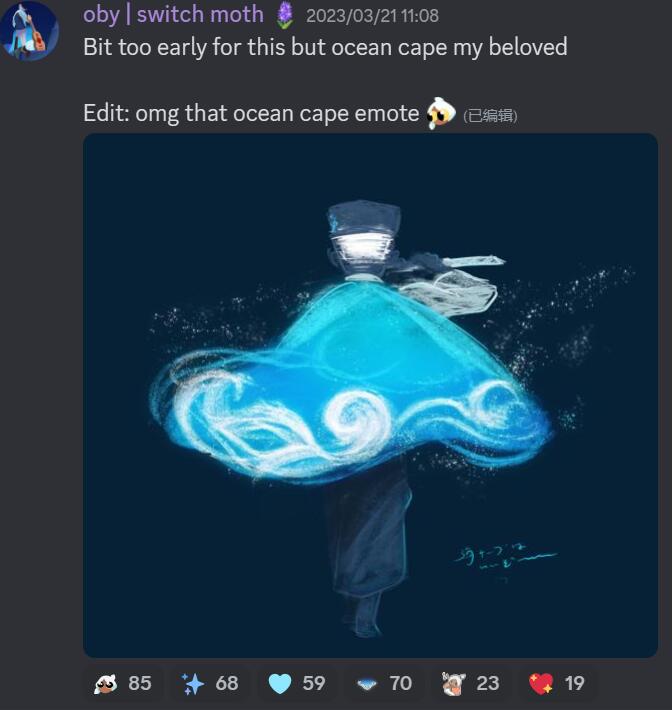 oby | switch moth 2023/03/21 11:08
Bit too early for this but ocean cape my beloved
Edit: omg that ocean cape emote (已编辑)
85 68 59 70 23 19